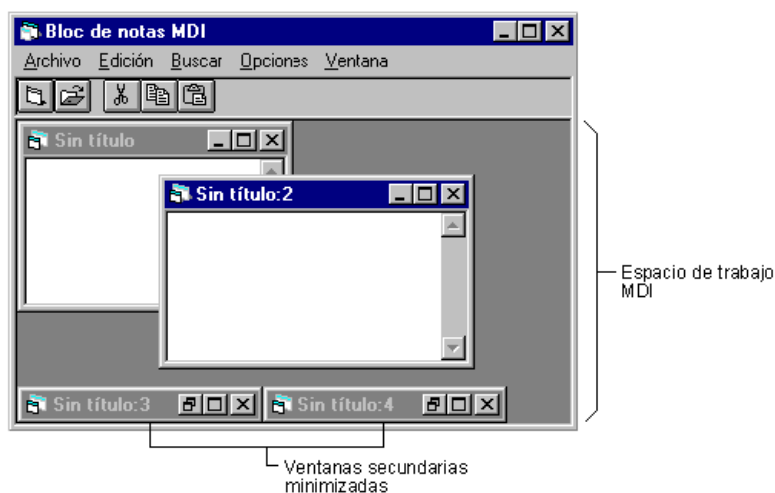 Bloc de notas MDI
Archivo Edición Buscar Opciones Ventana
Sin título
Sin título:2
Espacio de trabajo
MDI
Sin título:3
Sin título:4
Ventanas secundarias
minimizadas